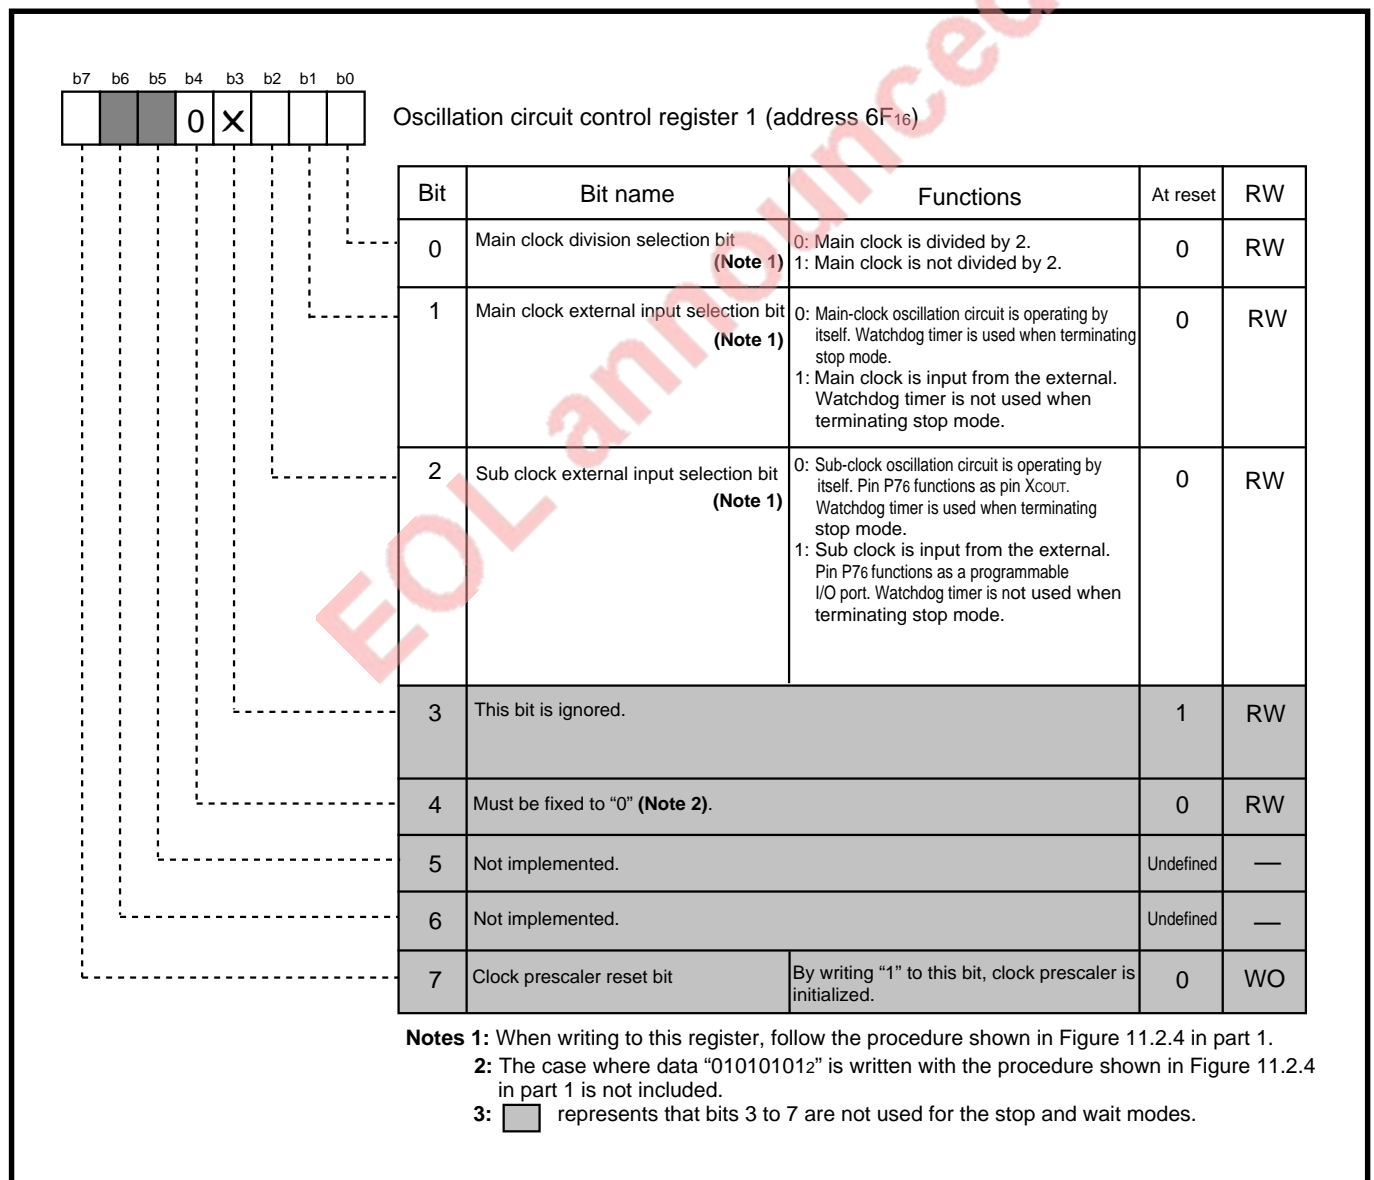 b7 b6 b5 b4 b3 b2 b1 b0
0 X
Oscillation circuit control register 1 (address 6F16)
Bit Bit name Functions At reset RW
0 Main clock division selection bit (Note 1) 0: Main clock is divided by 2. 0 RW
1: Main clock is not divided by 2.
1 Main clock external input selection bit (Note 1) 0: Main-clock oscillation circuit is operating by 0 RW
itself. Watchdog timer is used when terminating
stop mode.
1: Main clock is input from the external.
Watchdog timer is not used when
terminating stop mode.
2 Sub clock external input selection bit (Note 1) 0: Sub-clock oscillation circuit is operating by 0 RW
itself. Pin P76 functions as pin XCOUT.
Watchdog timer is used when terminating
stop mode.
1: Sub clock is input from the external.
Pin P76 functions as a programmable
I/O port. Watchdog timer is not used when
terminating stop mode.
3 This bit is ignored. 1 RW
4 Must be fixed to “0” (Note 2). 0 RW
5 Not implemented. Undefined —
6 Not implemented. Undefined —
7 Clock prescaler reset bit By writing “1” to this bit, clock prescaler is 0 WO
initialized.
Notes 1: When writing to this register, follow the procedure shown in Figure 11.2.4 in part 1.
2: The case where data “010101012” is written with the procedure shown in Figure 11.2.4
in part 1 is not included.
3: represents that bits 3 to 7 are not used for the stop and wait modes.
EOL announced